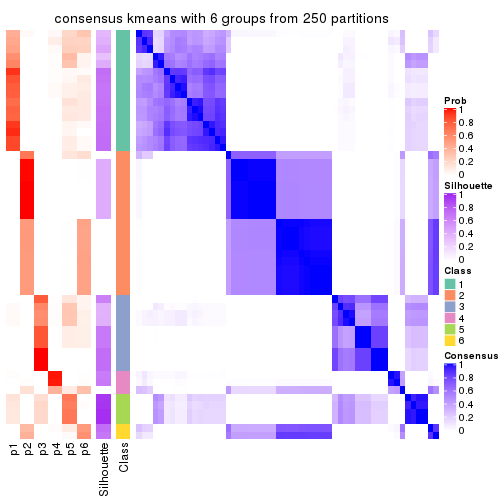 consensus kmeans with 6 groups from 250 partitions
Prob
1
0.8
0.6
0.4
0.2
0
Silhouette
1
0.8
0.6
0.4
0.2
0
Class
1
2
3
4
5
6
Consensus
1
0.8
0.6
0.4
0.2
0
p1
p2
p3
p4
p5
p6
Silhouette
Class